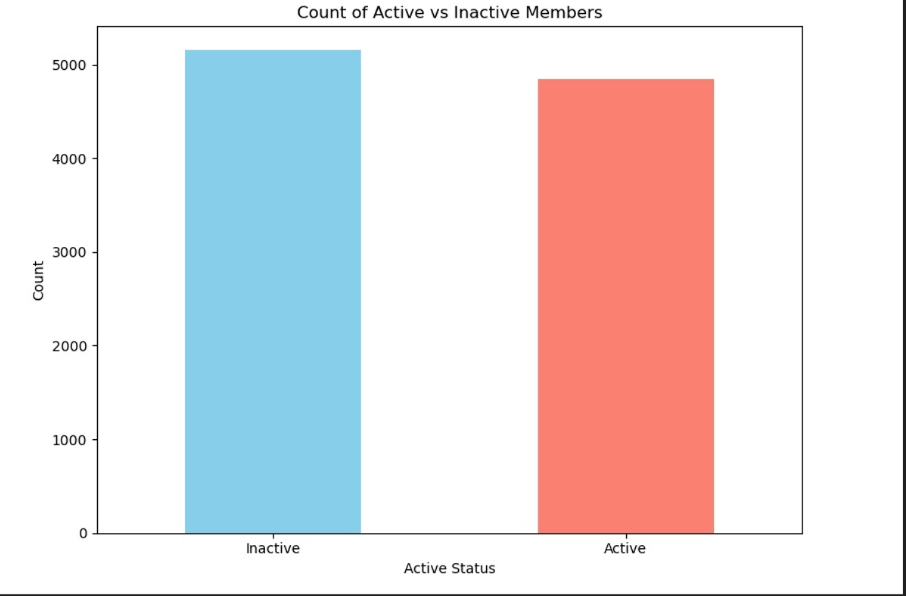 Count of Active vs Inactive Members
5000
4000
3000
2000
1000
0
Count
Inactive Active
Active Status